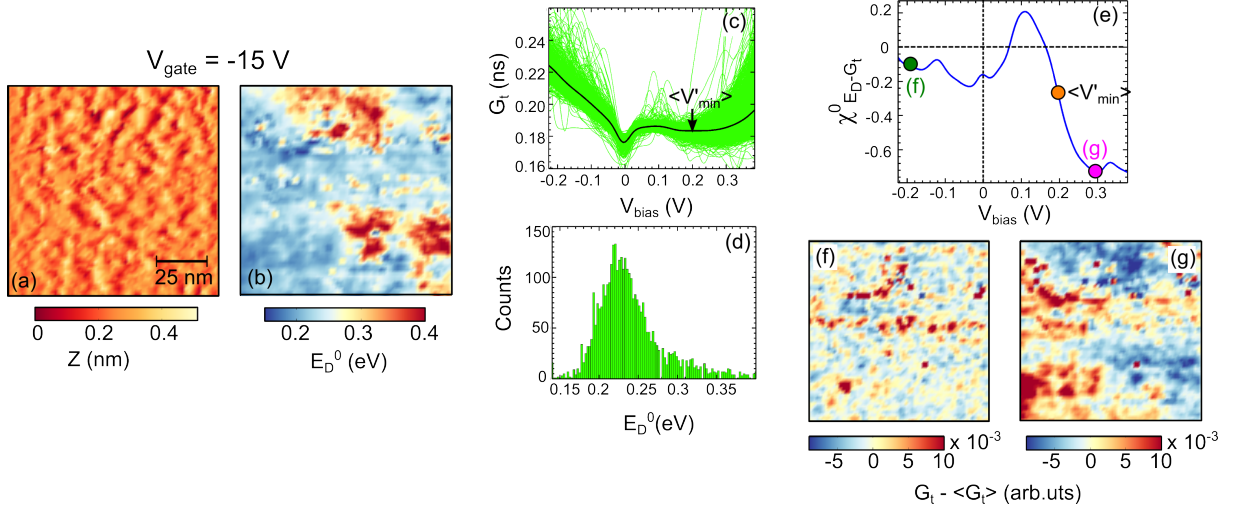 V_gate = -15 V
(a)
25 nm
0 0.2 0.4
Z (nm)
(b)
0.2 0.3 0.4
E_D^0 (eV)
(c)
0.24
0.22
0.20
0.18
0.16
G_t (ns)
<V'_min>
-0.2 -0.1 0 0.1 0.2 0.3
V_bias (V)
(d)
150
100
50
0
Counts
0.15 0.2 0.25 0.30 0.35
E_D^0(eV)
(e)
0.2
0
-0.2
-0.4
-0.6
χ^0 E_D-G_t
(f)
<V'_min>
(g)
-0.2 -0.1 0 0.1 0.2 0.3
V_bias (V)
(f)
(g)
-5 0 5 10 x 10^-3
-5 0 5 10 x 10^-3
G_t - <G_t> (arb.uts)